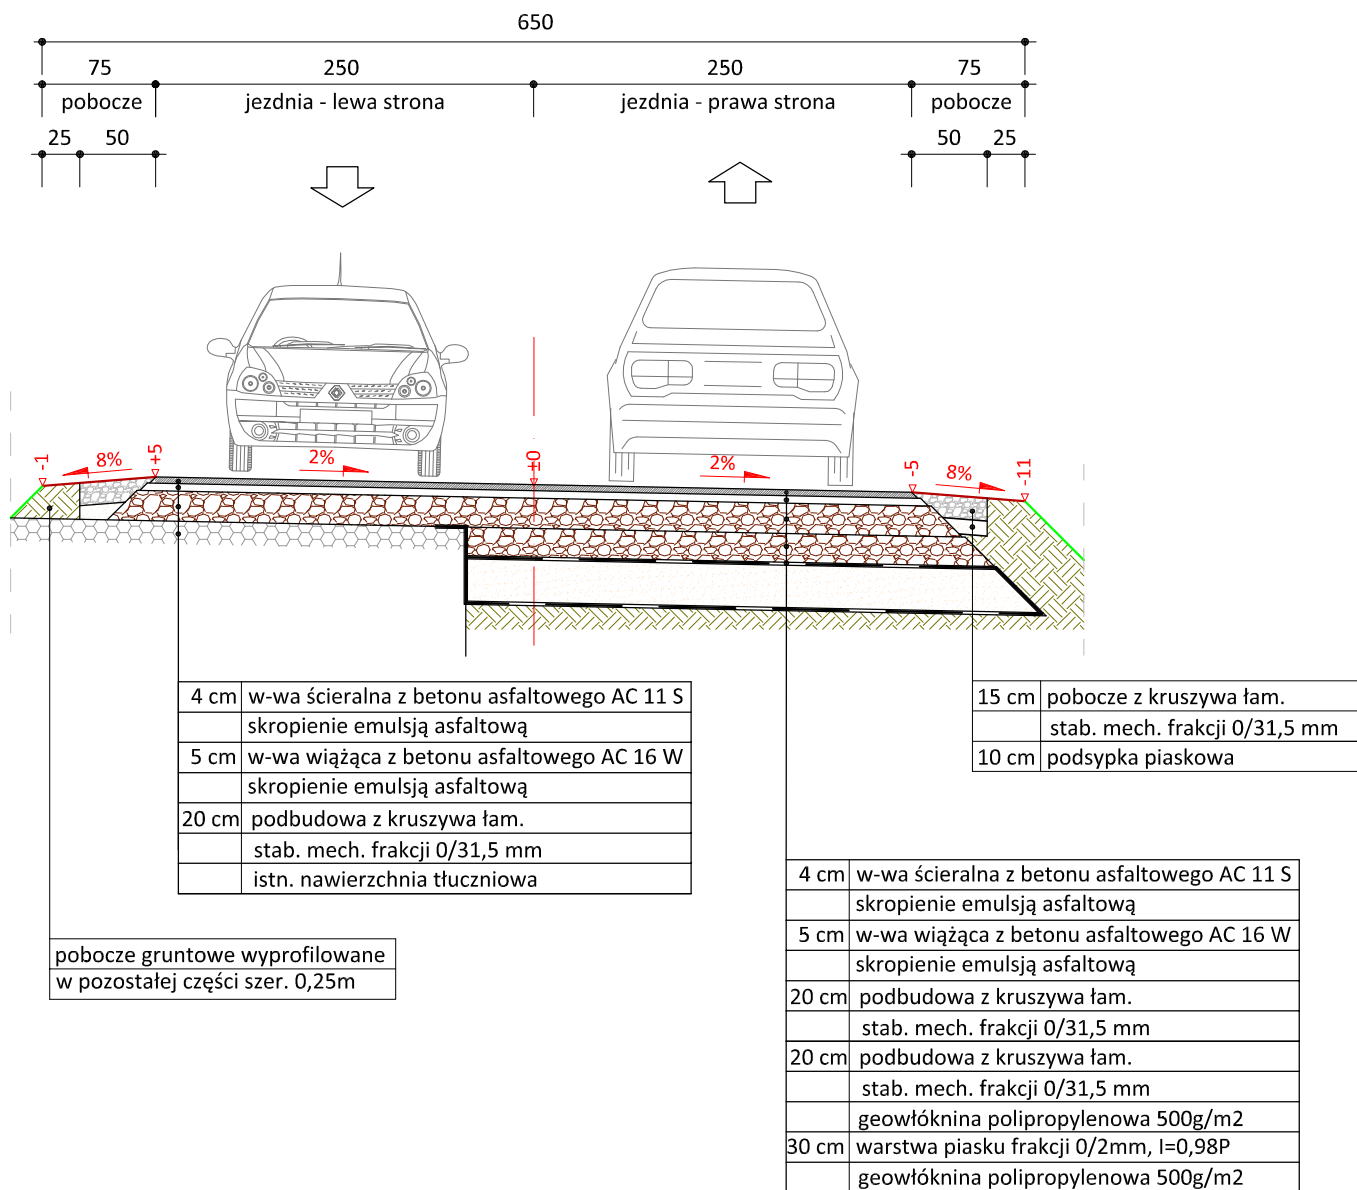 650
75 250 250 75
pobocze jezdnia - lewa strona jezdnia - prawa strona pobocze
25 50 50 25
-1 8% +5 2% ±0 2% -5 8% -11
4 cm w-wa ścieralna z betonu asfaltowego AC 11 S
skropienie emulsją asfaltową
5 cm w-wa wiążąca z betonu asfaltowego AC 16 W
skropienie emulsją asfaltową
20 cm podbudowa z kruszywa łam.
stab. mech. frakcji 0/31,5 mm
istn. nawierzchnia tłuczniowa
15 cm pobocze z kruszywa łam.
stab. mech. frakcji 0/31,5 mm
10 cm podsypka piaskowa
pobocze gruntowe wyprofilowane
w pozostałej części szer. 0,25m
4 cm w-wa ścieralna z betonu asfaltowego AC 11 S
skropienie emulsją asfaltową
5 cm w-wa wiążąca z betonu asfaltowego AC 16 W
skropienie emulsją asfaltową
20 cm podbudowa z kruszywa łam.
stab. mech. frakcji 0/31,5 mm
20 cm podbudowa z kruszywa łam.
stab. mech. frakcji 0/31,5 mm
geowłóknina polipropylenowa 500g/m2
30 cm warstwa piasku frakcji 0/2mm, I=0,98P
geowłóknina polipropylenowa 500g/m2